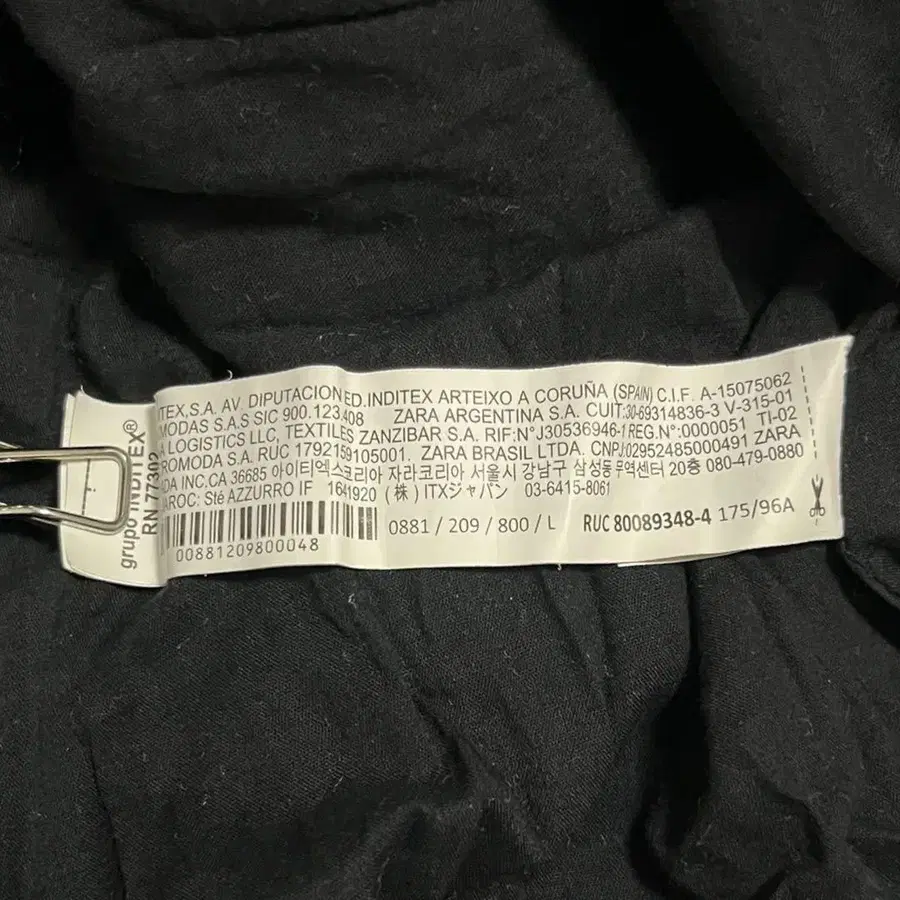 grupo INDITEX®
RN 77302
ITEX,S.A. AV. DIPUTACION ED.INDITEX ARTEIXO A CORUÑA (SPAIN) C.I.F. A-15075062
MODAS S.A.S SIC 900.123.408 ZARA ARGENTINA S.A. CUIT:30-69314836-3 V-315-01
A LOGISTICS LLC, TEXTILES ZANZIBAR S.A. RIF:N°J30536946-1 REG.N°:0000051 TI-02
ROMODA S.A. RUC 1792159105001. ZARA BRASIL LTDA. CNPJ:02952485000491 ZARA
DA INC,CA 36685 아이티엑스코리아 자라코리아 서울시 강남구 삼성동무역센터 20층 080-479-0880
AROC: Sté AZZURRO IF 1641920 (株) ITXジャパン 03-6415-8061
00881209800048
0881 / 209 / 800 / L
RUC 80089348-4 175/96A